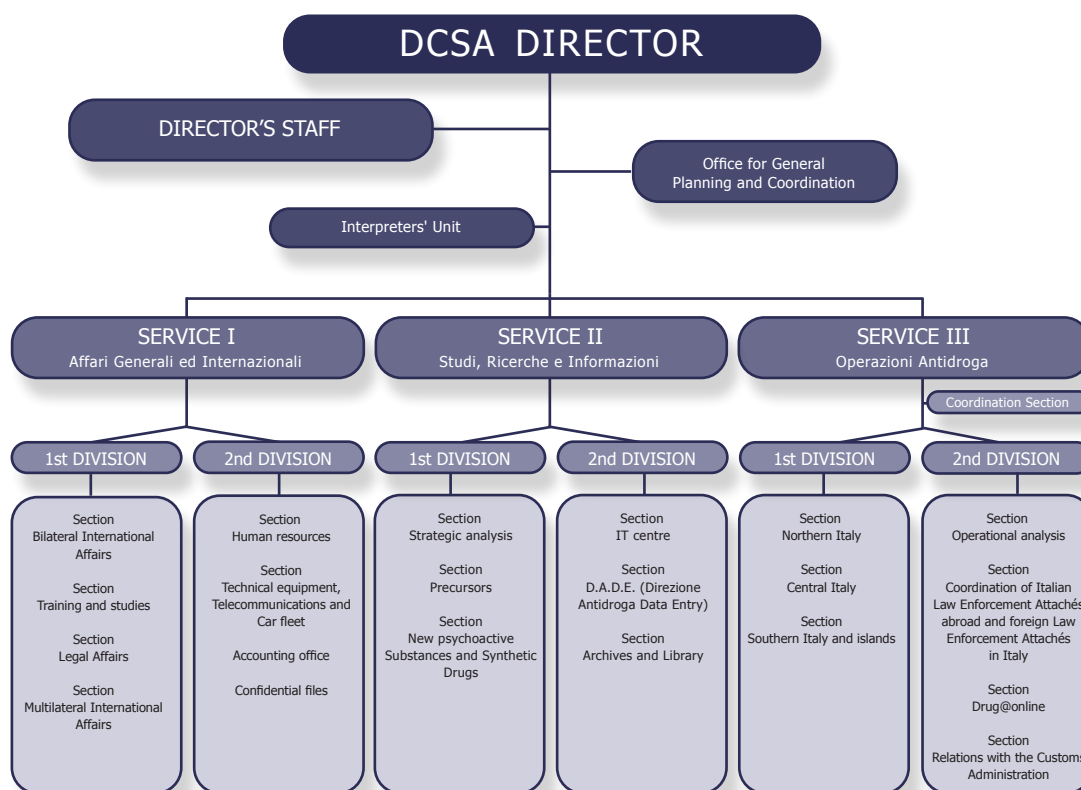 DCSA DIRECTOR
DIRECTOR'S STAFF
Office for General
Planning and Coordination
Interpreters' Unit
SERVICE I
Affari Generali ed Internazionali
SERVICE II
Studi, Ricerche e Informazioni
SERVICE III
Operazioni Antidroga
Coordination Section
1st DIVISION
2nd DIVISION
1st DIVISION
2nd DIVISION
1st DIVISION
2nd DIVISION
Section
Bilateral International
Affairs
Section
Training and studies
Section
Legal Affairs
Section
Multilateral International
Affairs
Section
Human resources
Section
Technical equipment,
Telecommunications and
Car fleet
Accounting office
Confidential files
Section
Strategic analysis
Section
Precursors
Section
New psychoactive
Substances and Synthetic
Drugs
Section
IT centre
Section
D.A.D.E. (Direzione
Antidroga Data Entry)
Section
Archives and Library
Section
Northern Italy
Section
Central Italy
Section
Southern Italy and islands
Section
Operational analysis
Section
Coordination of Italian
Law Enforcement Attachés
abroad and foreign Law
Enforcement Attachés
in Italy
Section
Drug@online
Section
Relations with the Customs
Administration